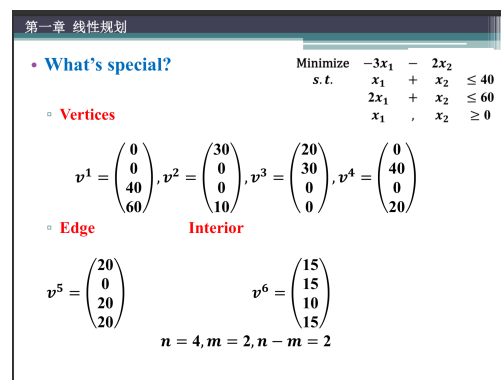 第一章 线性规划
• What's special?
Minimize −3x₁ − 2x₂
s.t. x₁ + x₂ ≤ 40
2x₁ + x₂ ≤ 60
x₁ , x₂ ≥ 0
▫ Vertices
v¹ = (0 0 40 60), v² = (30 0 0 10), v³ = (20 30 0 0), v⁴ = (0 40 0 20)
▫ Edge Interior
v⁵ = (20 0 20 20) v⁶ = (15 15 10 15)
n = 4, m = 2, n − m = 2